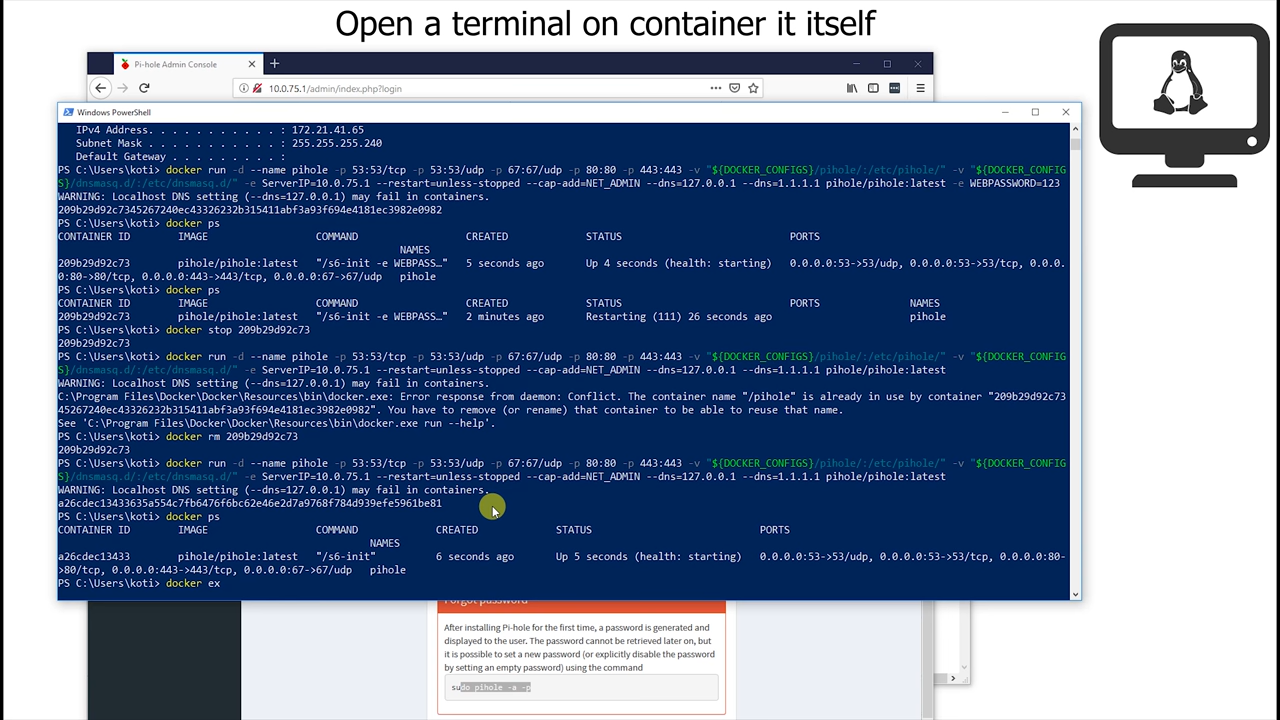 Open a terminal on container it itself
Pi-hole Admin Console
10.0.75.1/admin/index.php?login
Windows PowerShell
IPv4 Address. . . . . . . . . . . : 172.21.41.65
Subnet Mask . . . . . . . . . . . : 255.255.255.240
Default Gateway . . . . . . . . . :
PS C:\Users\koti> docker run -d --name pihole -p 53:53/tcp -p 53:53/udp -p 67:67/udp -p 80:80 -p 443:443 -v "${DOCKER_CONFIGS}/pihole/:/etc/pihole/" -v "${DOCKER_CONFIG
S}/dnsmasq.d/:/etc/dnsmasq.d/" -e ServerIP=10.0.75.1 --restart=unless-stopped --cap-add=NET_ADMIN --dns=127.0.0.1 --dns=1.1.1.1 pihole/pihole:latest -e WEBPASSWORD=123
WARNING: Localhost DNS setting (--dns=127.0.0.1) may fail in containers.
209b29d92c7345267240ec43326232b315411abf3a93f694e4181ec3982e0982
PS C:\Users\koti> docker ps
CONTAINER ID IMAGE COMMAND CREATED STATUS PORTS
NAMES
209b29d92c73 pihole/pihole:latest "/s6-init -e WEBPASS…" 5 seconds ago Up 4 seconds (health: starting) 0.0.0.0:53->53/udp, 0.0.0.0:53->53/tcp, 0.0.0.
0:80->80/tcp, 0.0.0.0:443->443/tcp, 0.0.0.0:67->67/udp pihole
PS C:\Users\koti> docker ps
CONTAINER ID IMAGE COMMAND CREATED STATUS PORTS NAMES
209b29d92c73 pihole/pihole:latest "/s6-init -e WEBPASS…" 2 minutes ago Restarting (111) 26 seconds ago pihole
PS C:\Users\koti> docker stop 209b29d92c73
209b29d92c73
PS C:\Users\koti> docker run -d --name pihole -p 53:53/tcp -p 53:53/udp -p 67:67/udp -p 80:80 -p 443:443 -v "${DOCKER_CONFIGS}/pihole/:/etc/pihole/" -v "${DOCKER_CONFIG
S}/dnsmasq.d/:/etc/dnsmasq.d/" -e ServerIP=10.0.75.1 --restart=unless-stopped --cap-add=NET_ADMIN --dns=127.0.0.1 --dns=1.1.1.1 pihole/pihole:latest
WARNING: Localhost DNS setting (--dns=127.0.0.1) may fail in containers.
C:\Program Files\Docker\Docker\Resources\bin\docker.exe: Error response from daemon: Conflict. The container name "/pihole" is already in use by container "209b29d92c73
45267240ec43326232b315411abf3a93f694e4181ec3982e0982". You have to remove (or rename) that container to be able to reuse that name.
See 'C:\Program Files\Docker\Docker\Resources\bin\docker.exe run --help'.
PS C:\Users\koti> docker rm 209b29d92c73
209b29d92c73
PS C:\Users\koti> docker run -d --name pihole -p 53:53/tcp -p 53:53/udp -p 67:67/udp -p 80:80 -p 443:443 -v "${DOCKER_CONFIGS}/pihole/:/etc/pihole/" -v "${DOCKER_CONFIG
S}/dnsmasq.d/:/etc/dnsmasq.d/" -e ServerIP=10.0.75.1 --restart=unless-stopped --cap-add=NET_ADMIN --dns=127.0.0.1 --dns=1.1.1.1 pihole/pihole:latest
WARNING: Localhost DNS setting (--dns=127.0.0.1) may fail in containers.
a26cdec13433635a554c7fb6476f6bc62e46e2d7a9768f784d939efe5961be81
PS C:\Users\koti> docker ps
CONTAINER ID IMAGE COMMAND CREATED STATUS PORTS
NAMES
a26cdec13433 pihole/pihole:latest "/s6-init" 6 seconds ago Up 5 seconds (health: starting) 0.0.0.0:53->53/udp, 0.0.0.0:53->53/tcp, 0.0.0.0:80-
>80/tcp, 0.0.0.0:443->443/tcp, 0.0.0.0:67->67/udp pihole
PS C:\Users\koti> docker ex
Forgot password
After installing Pi-hole for the first time, a password is generated and
displayed to the user. The password cannot be retrieved later on, but
it is possible to set a new password (or explicitly disable the password
by setting an empty password) using the command
sudo pihole -a -p